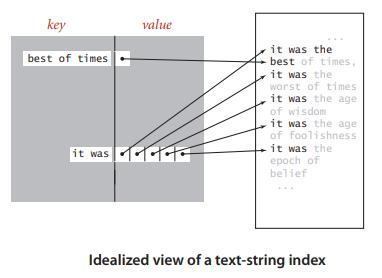 key value
best of times
it was
...
it was the
best of times,
it was the
worst of times
it was the age
of wisdom
it was the age
of foolishness
it was the
epoch of
belief
...
Idealized view of a text-string index